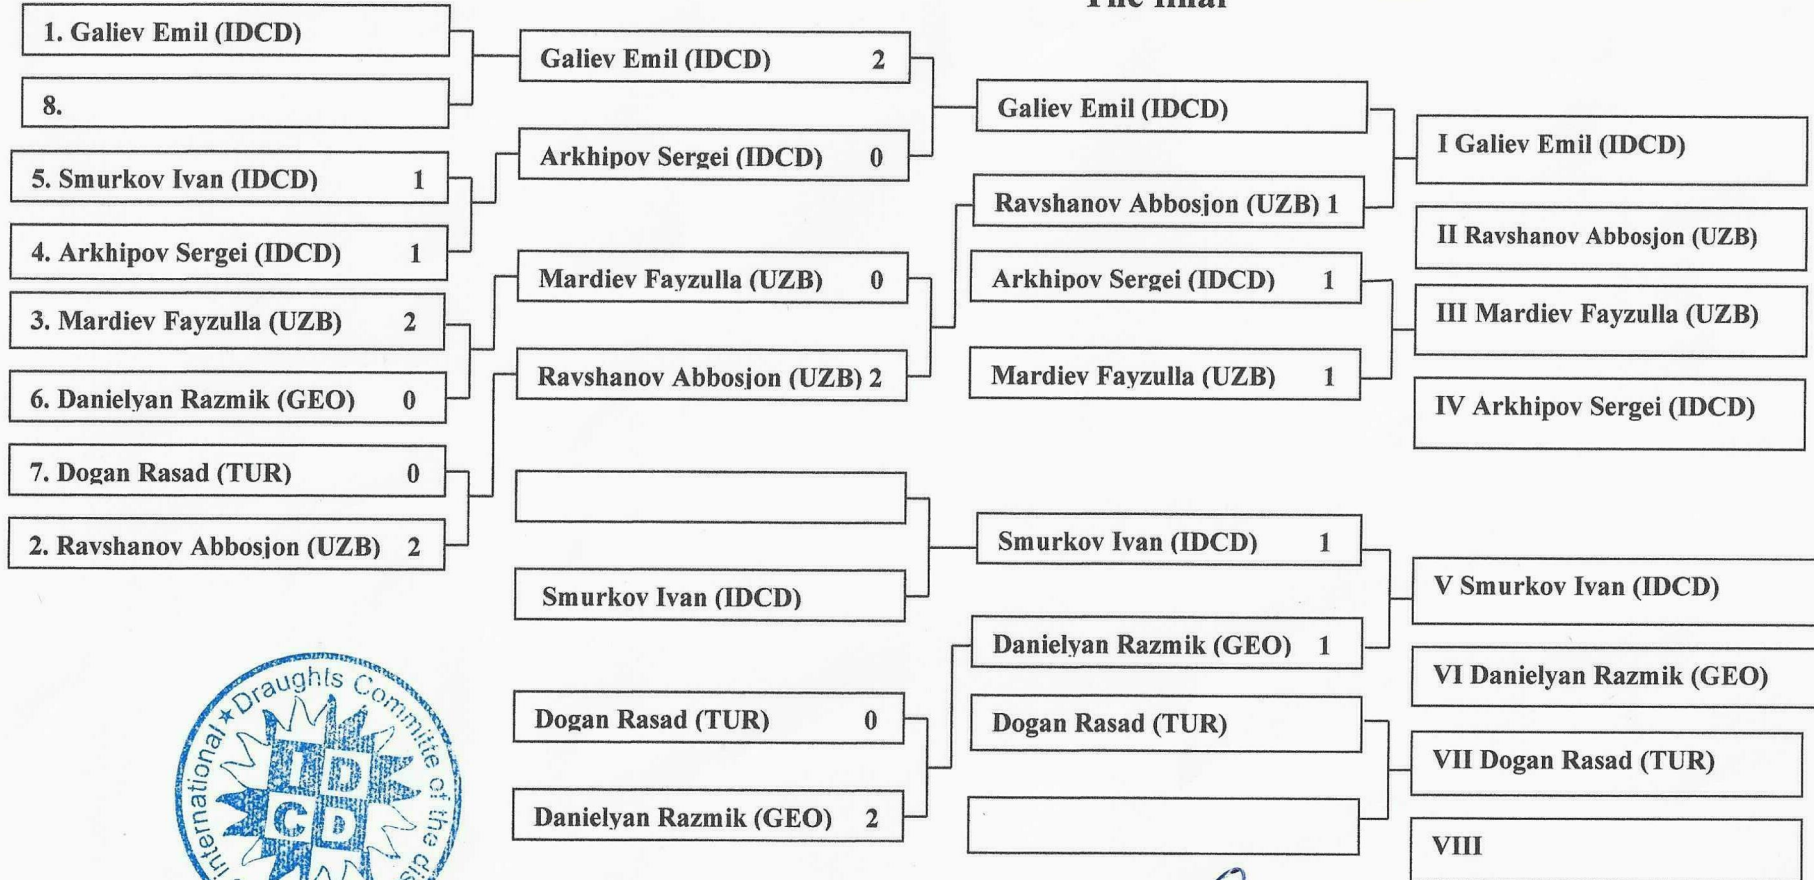 The final
1. Galiev Emil (IDCD)
8.
5. Smurkov Ivan (IDCD) 1
4. Arkhipov Sergei (IDCD) 1
3. Mardiev Fayzulla (UZB) 2
6. Danielyan Razmik (GEO) 0
7. Dogan Rasad (TUR) 0
2. Ravshanov Abbosjon (UZB) 2
Galiev Emil (IDCD) 2
Arkhipov Sergei (IDCD) 0
Mardiev Fayzulla (UZB) 0
Ravshanov Abbosjon (UZB) 2
Smurkov Ivan (IDCD)
Dogan Rasad (TUR) 0
Danielyan Razmik (GEO) 2
Galiev Emil (IDCD)
Ravshanov Abbosjon (UZB) 1
Arkhipov Sergei (IDCD) 1
Mardiev Fayzulla (UZB) 1
Smurkov Ivan (IDCD) 1
Danielyan Razmik (GEO) 1
Dogan Rasad (TUR)
I Galiev Emil (IDCD)
II Ravshanov Abbosjon (UZB)
III Mardiev Fayzulla (UZB)
IV Arkhipov Sergei (IDCD)
V Smurkov Ivan (IDCD)
VI Danielyan Razmik (GEO)
VII Dogan Rasad (TUR)
VIII
International ★ Draughts Committe of the
ID
CD